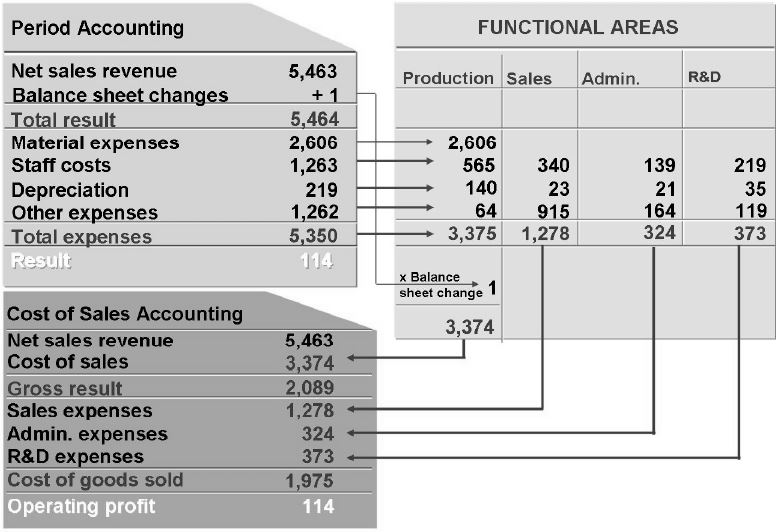 Period Accounting
Net sales revenue 5,463
Balance sheet changes + 1
Total result 5,464
Material expenses 2,606
Staff costs 1,263
Depreciation 219
Other expenses 1,262
Total expenses 5,350
Result 114
FUNCTIONAL AREAS
Production Sales Admin. R&D
2,606
565 340 139 219
140 23 21 35
64 915 164 119
3,375 1,278 324 373
x Balance
sheet change 1
3,374
Cost of Sales Accounting
Net sales revenue 5,463
Cost of sales 3,374
Gross result 2,089
Sales expenses 1,278
Admin. expenses 324
R&D expenses 373
Cost of goods sold 1,975
Operating profit 114